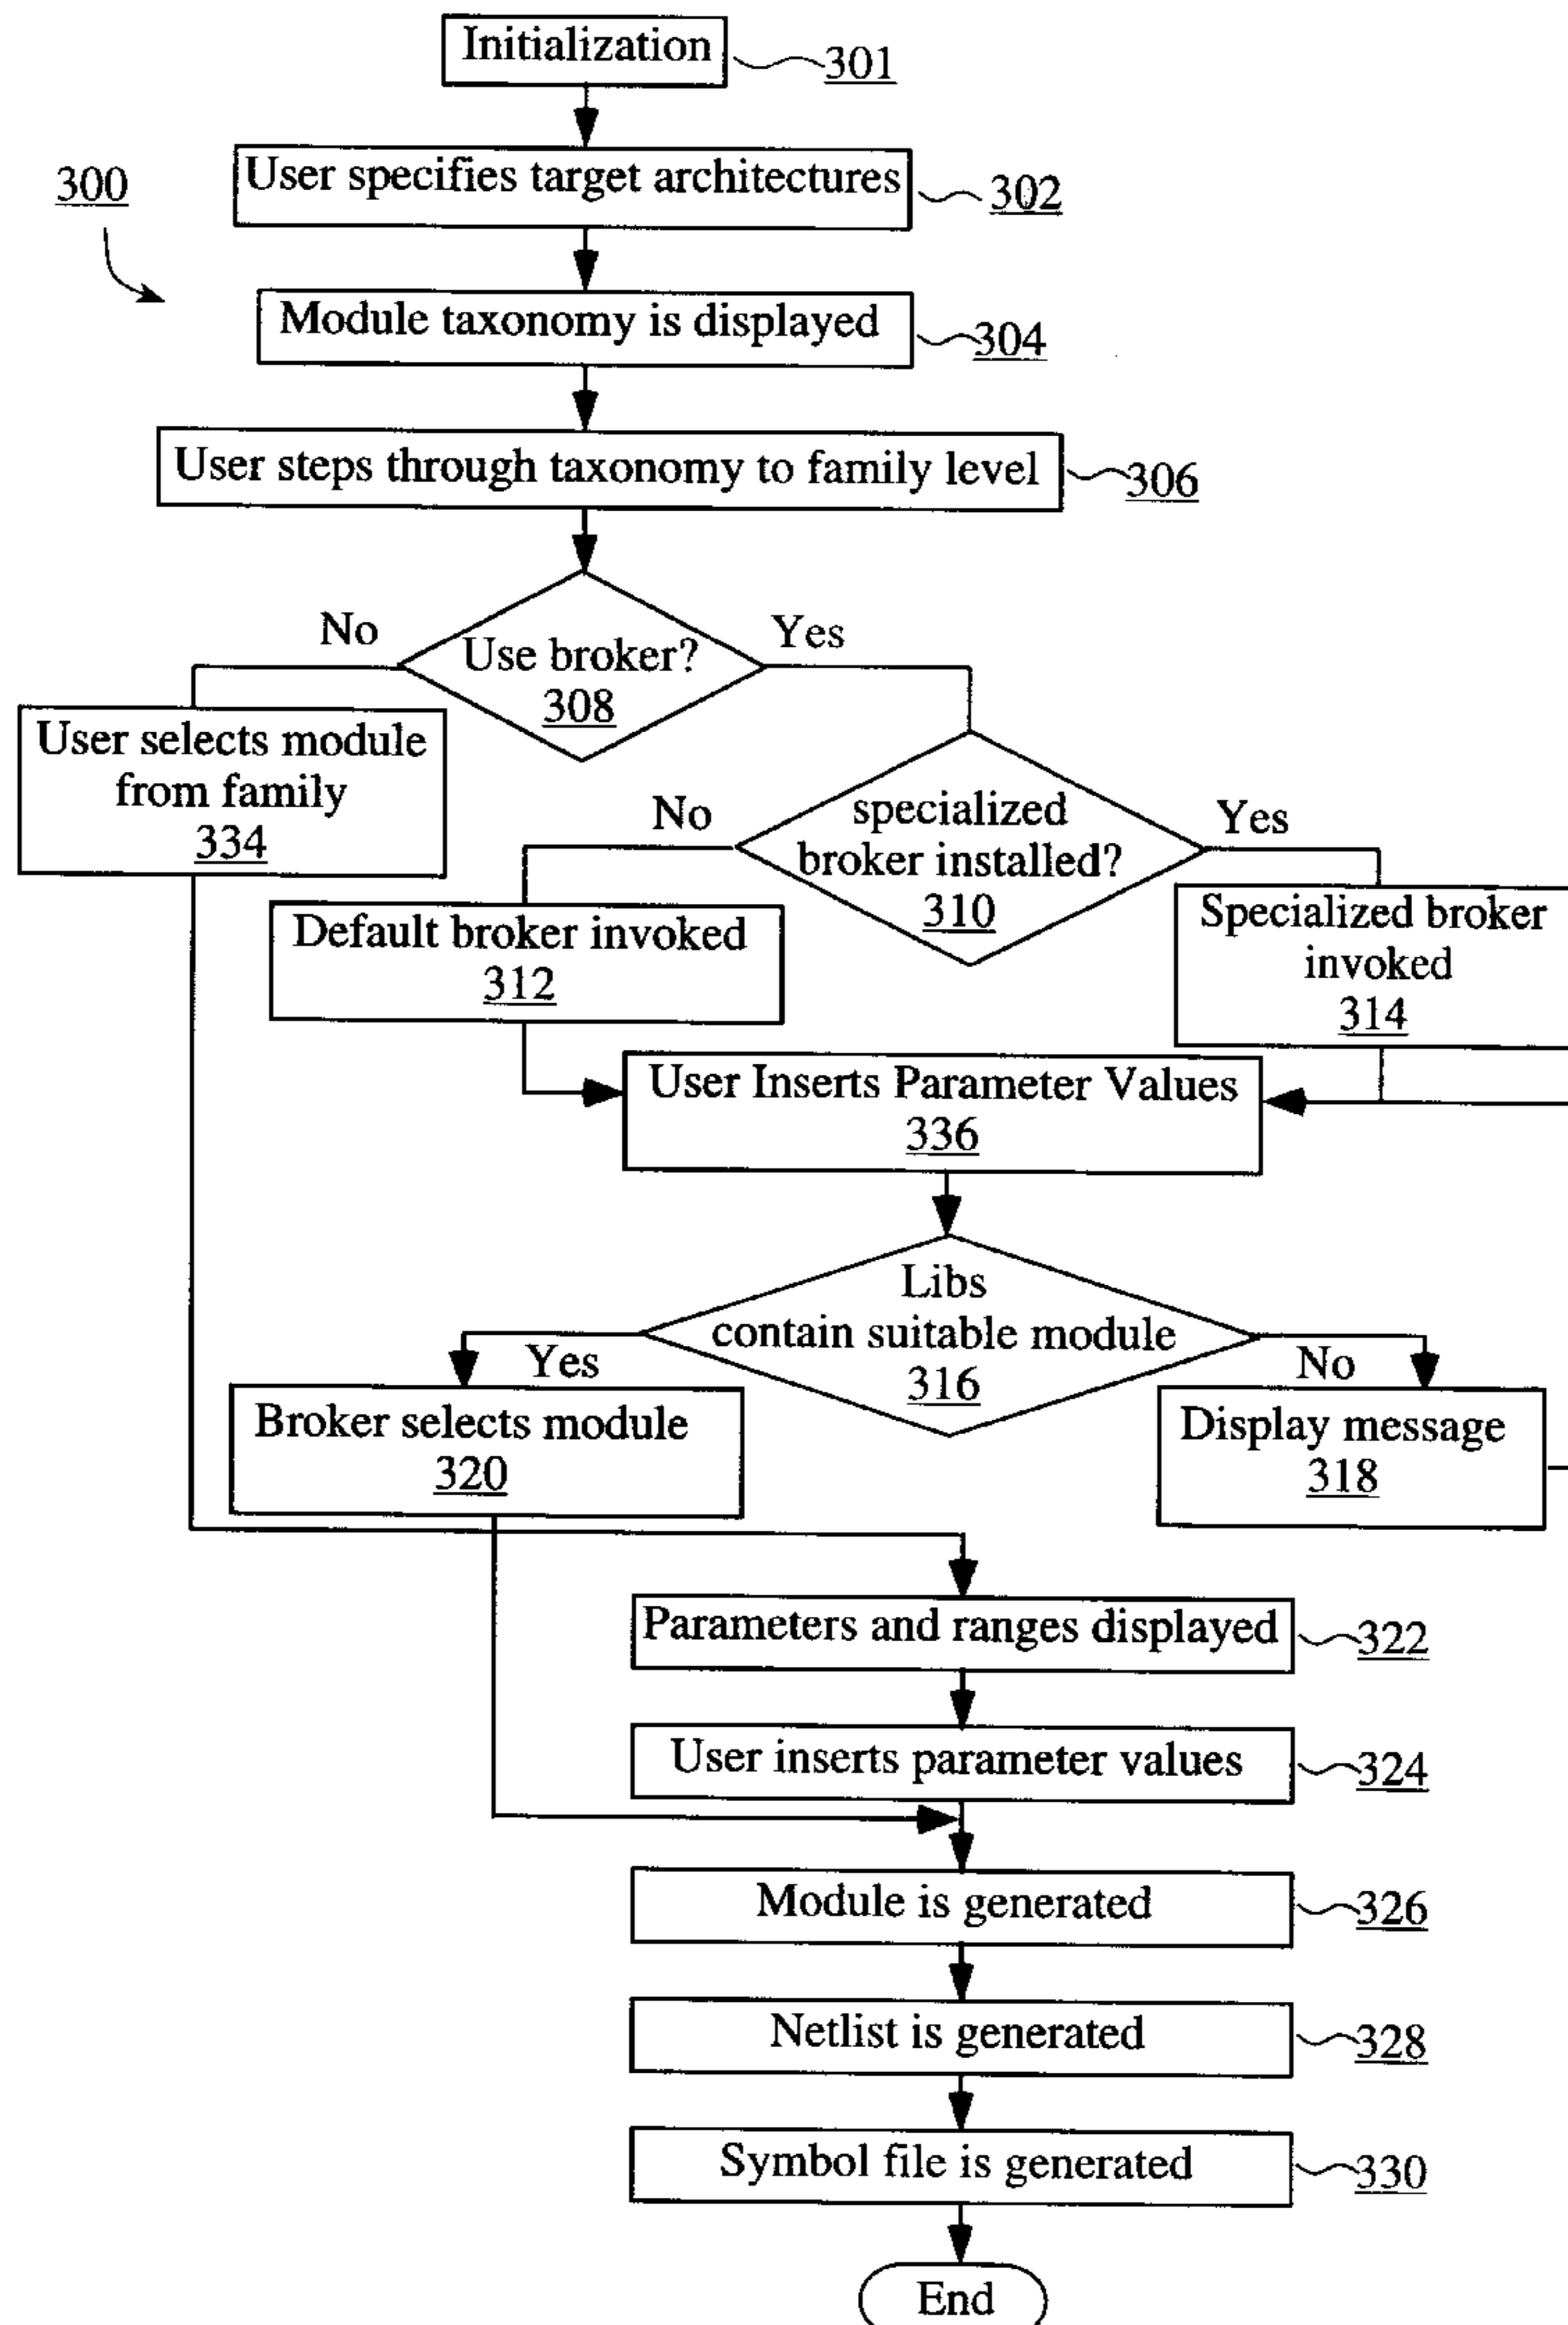 Initialization
301
User specifies target architectures
302
300
Module taxonomy is displayed
304
User steps through taxonomy to family level
306
No
Yes
Use broker?
308
User selects module
from family
334
No
Yes
specialized
broker installed?
310
Default broker invoked
312
Specialized broker
invoked
314
User Inserts Parameter Values
336
Libs
contain suitable module
316
Yes
No
Broker selects module
320
Display message
318
Parameters and ranges displayed
322
User inserts parameter values
324
Module is generated
326
Netlist is generated
328
Symbol file is generated
330
End